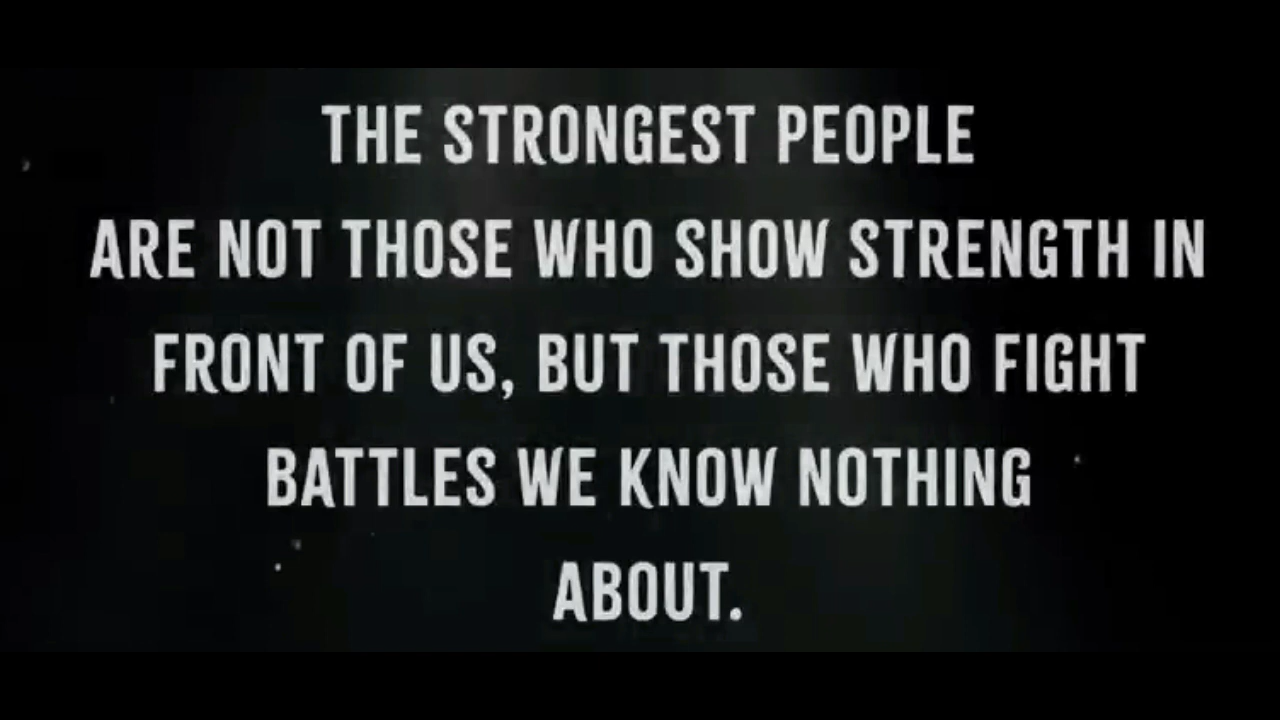 THE STRONGEST PEOPLE
ARE NOT THOSE WHO SHOW STRENGTH IN
FRONT OF US, BUT THOSE WHO FIGHT
BATTLES WE KNOW NOTHING
ABOUT.